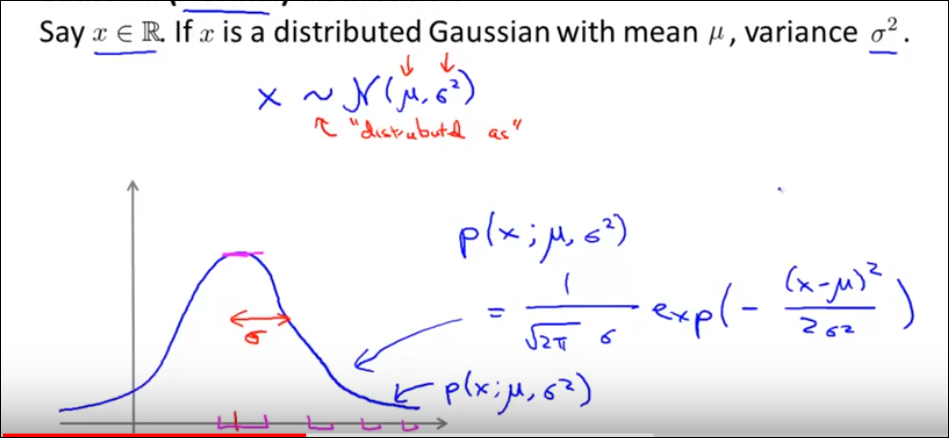 Say x ∈ ℝ. If x is a distributed Gaussian with mean μ, variance σ².
x ~ N(μ, σ²)
"distributed as"
p(x; μ, σ²)
= 1/(√2π σ) exp(- (x-μ)²/2σ²)
σ
p(x; μ, σ²)